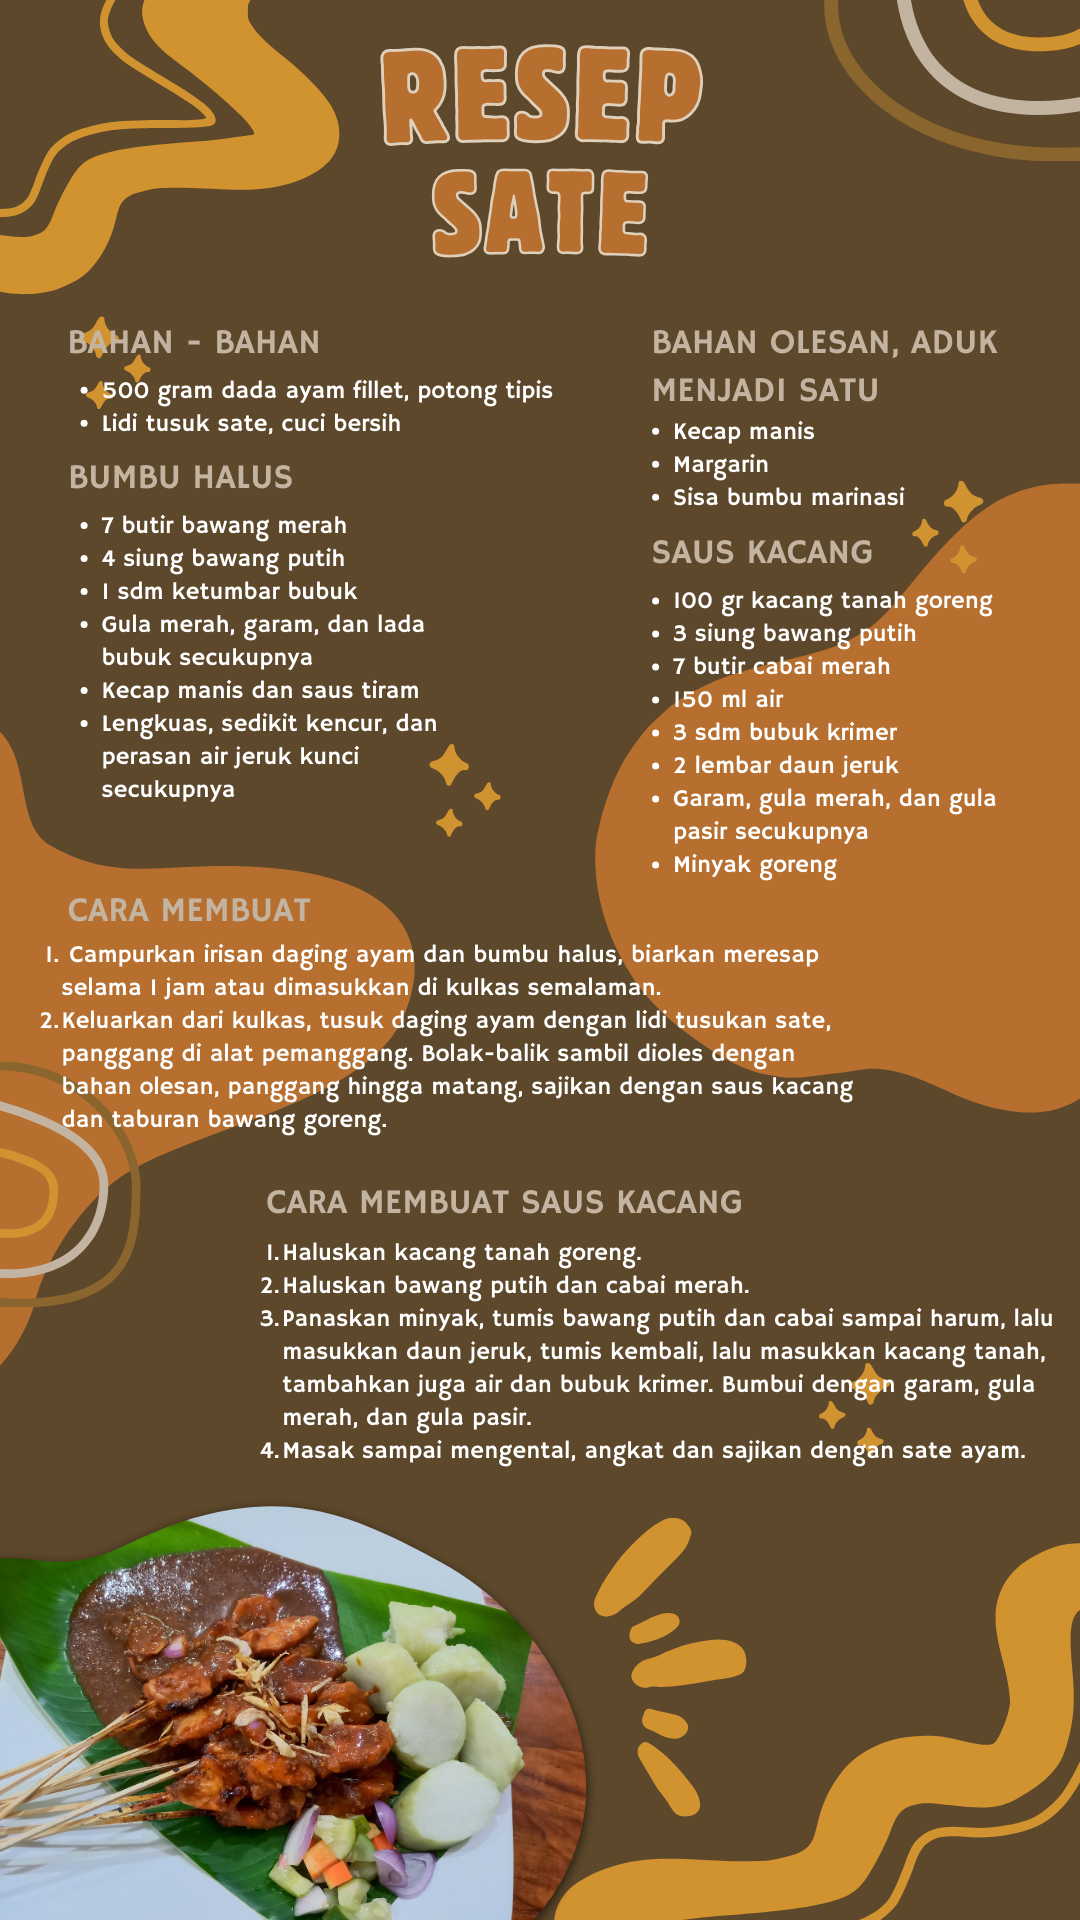 RESEP
SATE
BAHAN - BAHAN
• 500 gram dada ayam fillet, potong tipis
• Lidi tusuk sate, cuci bersih
BUMBU HALUS
• 7 butir bawang merah
• 4 siung bawang putih
• 1 sdm ketumbar bubuk
• Gula merah, garam, dan lada
bubuk secukupnya
• Kecap manis dan saus tiram
• Lengkuas, sedikit kencur, dan
perasan air jeruk kunci
secukupnya
BAHAN OLESAN, ADUK
MENJADI SATU
• Kecap manis
• Margarin
• Sisa bumbu marinasi
SAUS KACANG
• 100 gr kacang tanah goreng
• 3 siung bawang putih
• 7 butir cabai merah
• 150 ml air
• 3 sdm bubuk krimer
• 2 lembar daun jeruk
• Garam, gula merah, dan gula
pasir secukupnya
• Minyak goreng
CARA MEMBUAT
1. Campurkan irisan daging ayam dan bumbu halus, biarkan meresap
selama 1 jam atau dimasukkan di kulkas semalaman.
2. Keluarkan dari kulkas, tusuk daging ayam dengan lidi tusukan sate,
panggang di alat pemanggang. Bolak-balik sambil dioles dengan
bahan olesan, panggang hingga matang, sajikan dengan saus kacang
dan taburan bawang goreng.
CARA MEMBUAT SAUS KACANG
1. Haluskan kacang tanah goreng.
2. Haluskan bawang putih dan cabai merah.
3. Panaskan minyak, tumis bawang putih dan cabai sampai harum, lalu
masukkan daun jeruk, tumis kembali, lalu masukkan kacang tanah,
tambahkan juga air dan bubuk krimer. Bumbui dengan garam, gula
merah, dan gula pasir.
4. Masak sampai mengental, angkat dan sajikan dengan sate ayam.